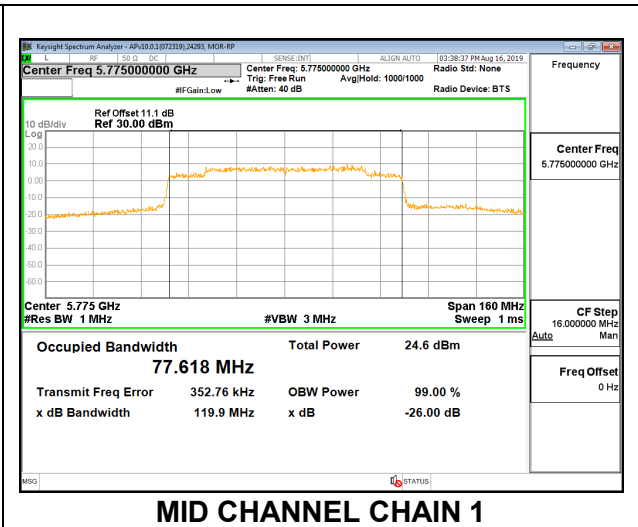 Keysight Spectrum Analyzer - APv10.0.1(072319),24293, MOR-RP
L RF 50 Ω DC SENSE:INT ALIGN AUTO 03:38:37 PM Aug 16, 2019
Center Freq 5.775000000 GHz
Center Freq: 5.775000000 GHz Radio Std: None
Trig: Free Run Avg|Hold: 1000/1000
#IFGain:Low #Atten: 40 dB Radio Device: BTS
Frequency
Ref Offset 11.1 dB
10 dB/div Ref 30.00 dBm
Log
20.0
10.0
0.00
-10.0
-20.0
-30.0
-40.0
-50.0
-60.0
Center Freq
5.775000000 GHz
Center 5.775 GHz Span 160 MHz
#Res BW 1 MHz #VBW 3 MHz Sweep 1 ms
CF Step
16.000000 MHz
Auto Man
Occupied Bandwidth Total Power 24.6 dBm
77.618 MHz
Freq Offset
0 Hz
Transmit Freq Error 352.76 kHz OBW Power 99.00 %
x dB Bandwidth 119.9 MHz x dB -26.00 dB
MSG STATUS
MID CHANNEL CHAIN 1